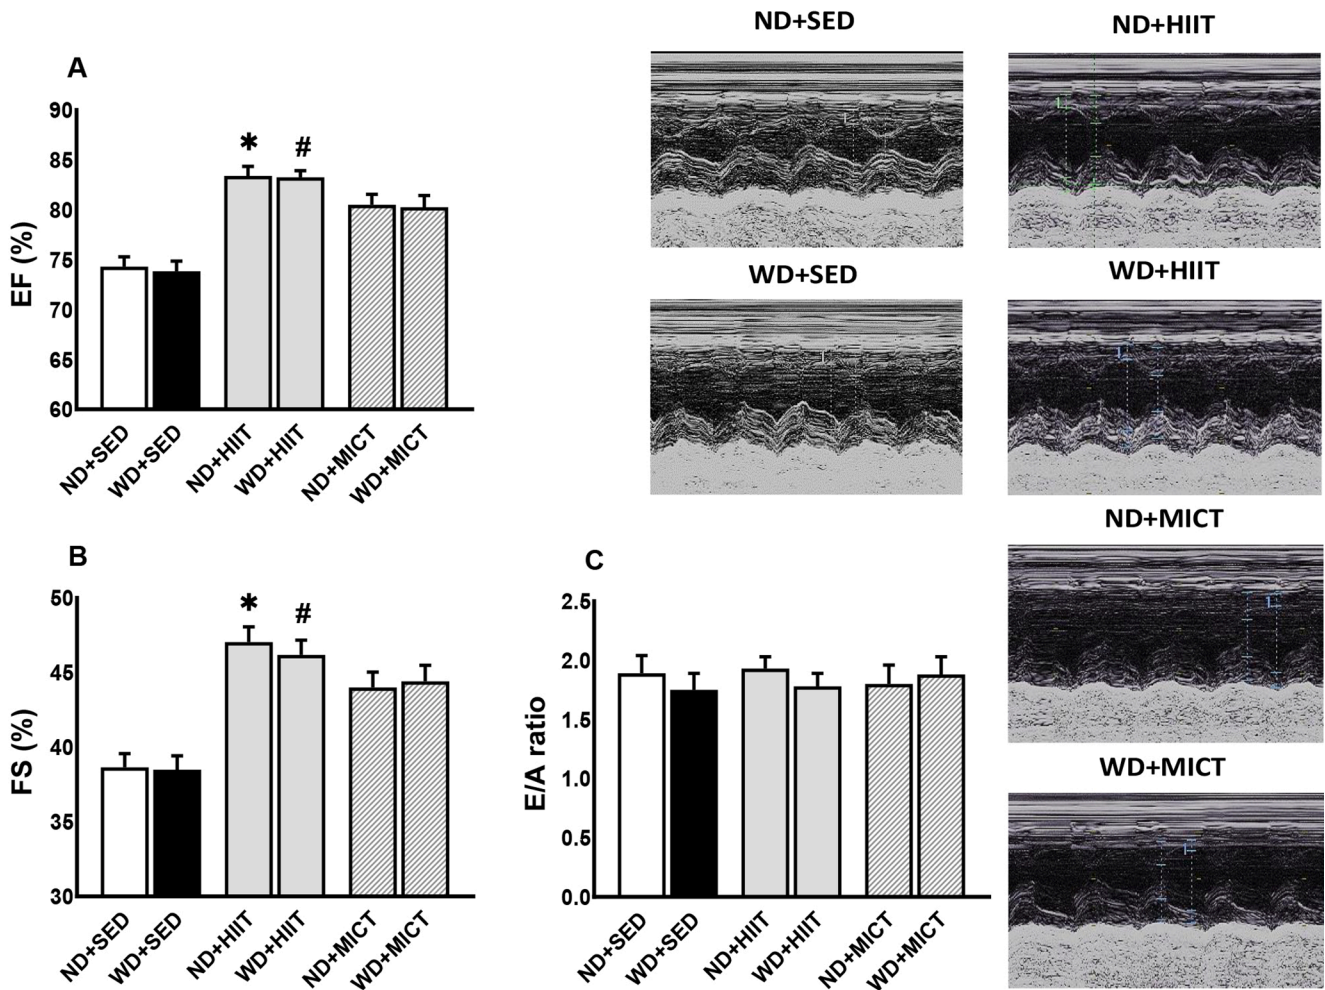 A
EF (%)
90
85
80
75
70
65
60
*
#
ND+SED
WD+SED
ND+HIIT
WD+HIIT
ND+MICT
WD+MICT
B
FS (%)
50
45
40
35
30
*
#
ND+SED
WD+SED
ND+HIIT
WD+HIIT
ND+MICT
WD+MICT
C
E/A ratio
2.5
2.0
1.5
1.0
0.5
0.0
ND+SED
WD+SED
ND+HIIT
WD+HIIT
ND+MICT
WD+MICT
ND+SED
ND+HIIT
WD+SED
WD+HIIT
ND+MICT
WD+MICT